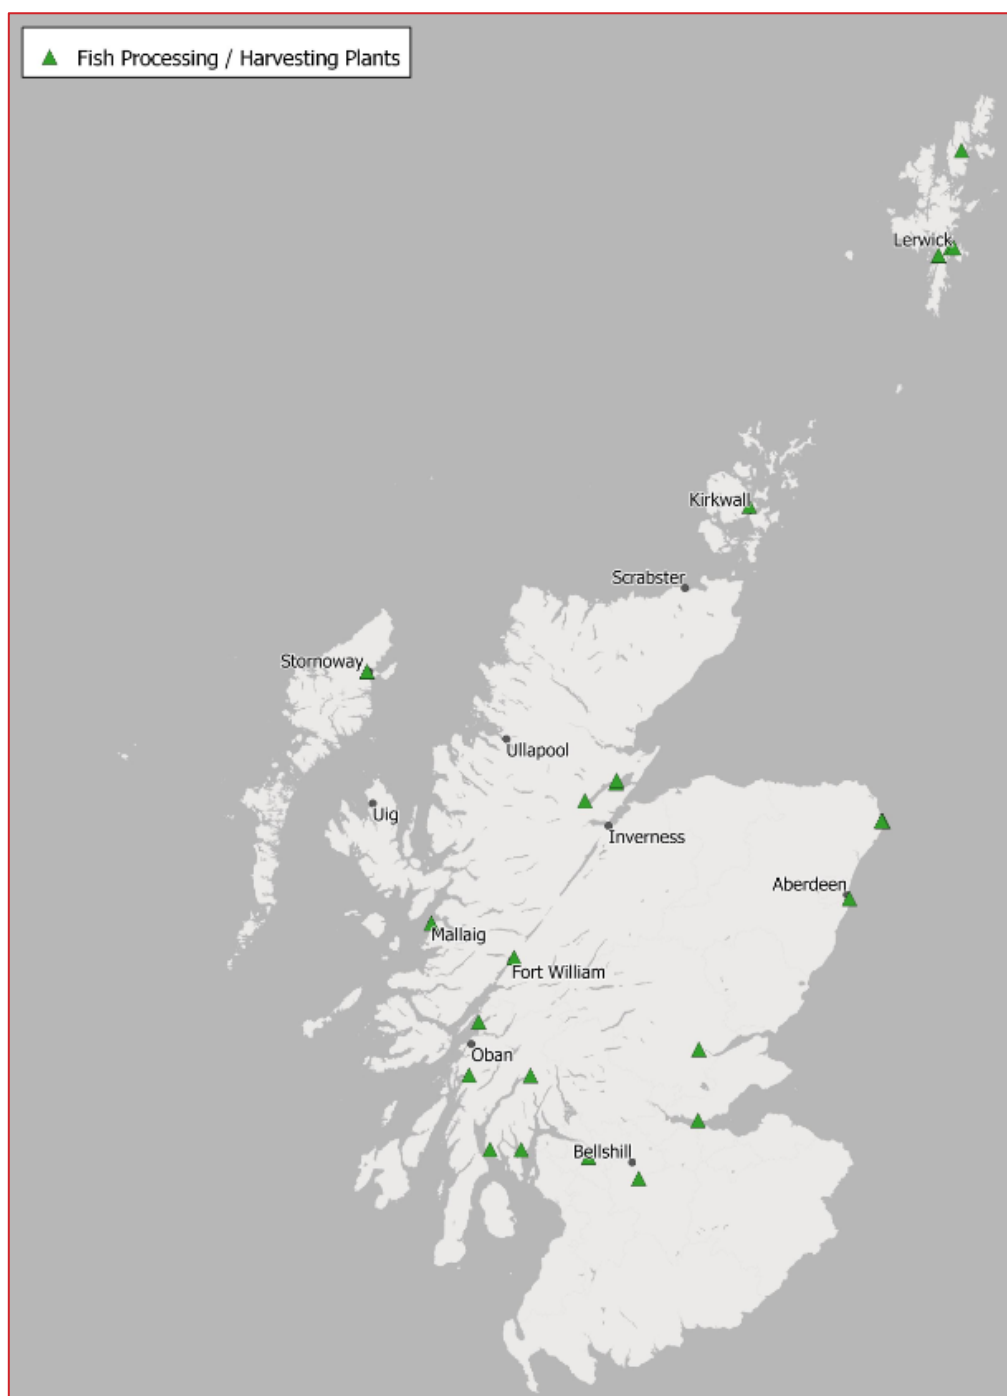 Fish Processing / Harvesting Plants
Lerwick
Kirkwall
Scrabster
Stornoway
Ullapool
Uig
Inverness
Aberdeen
Mallaig
Fort William
Oban
Bellshill